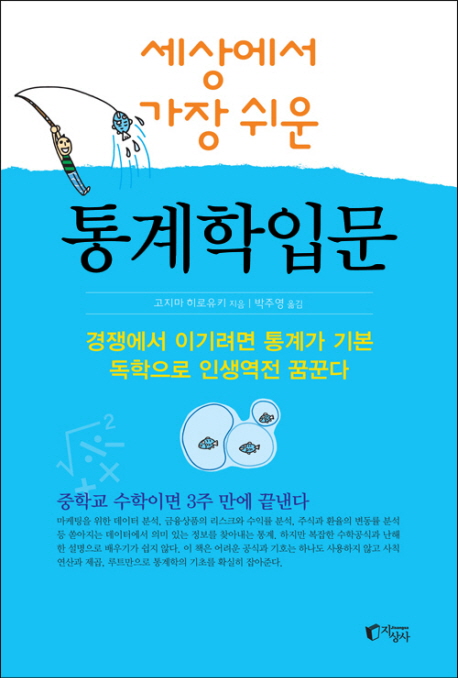 세상에서
가장 쉬운
통계학입문
고지마 히로유키 지음 | 박주영 옮김
경쟁에서 이기려면 통계가 기본
독학으로 인생역전 꿈꾼다
중학교 수학이면 3주 만에 끝낸다
마케팅을 위한 데이터 분석, 금융상품의 리스크와 수익률 분석, 주식과 환율의 변동률 분석
등 쏟아지는 데이터에서 의미 있는 정보를 찾아내는 통계, 하지만 복잡한 수학공식과 난해
한 설명으로 배우기가 쉽지 않다. 이 책은 어려운 공식과 기호는 하나도 사용하지 않고 사칙
연산과 제곱, 루트만으로 통계학의 기초를 확실히 잡아준다.
지상사